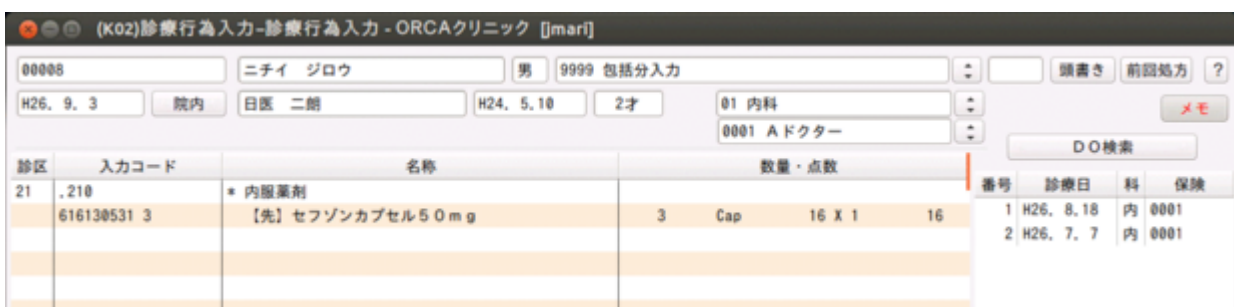 (K02)診療行為入力-診療行為入力 - ORCAクリニック [jmari]
00008 ニチイ ジロウ 男 9999 包括分入力 頭書き 前回処方 ?
H26. 9. 3 院内 日医 二朗 H24. 5.10 2才 01 内科 メモ
0001 Aドクター
DO検索
診区 入力コード 名称 数量・点数
番号 診療日 科 保険
21 .210 * 内服薬剤
1 H26. 8.18 内 0001
616130531 3 【先】セフゾンカプセル50mg 3 Cap 16 X 1 16
2 H26. 7. 7 内 0001